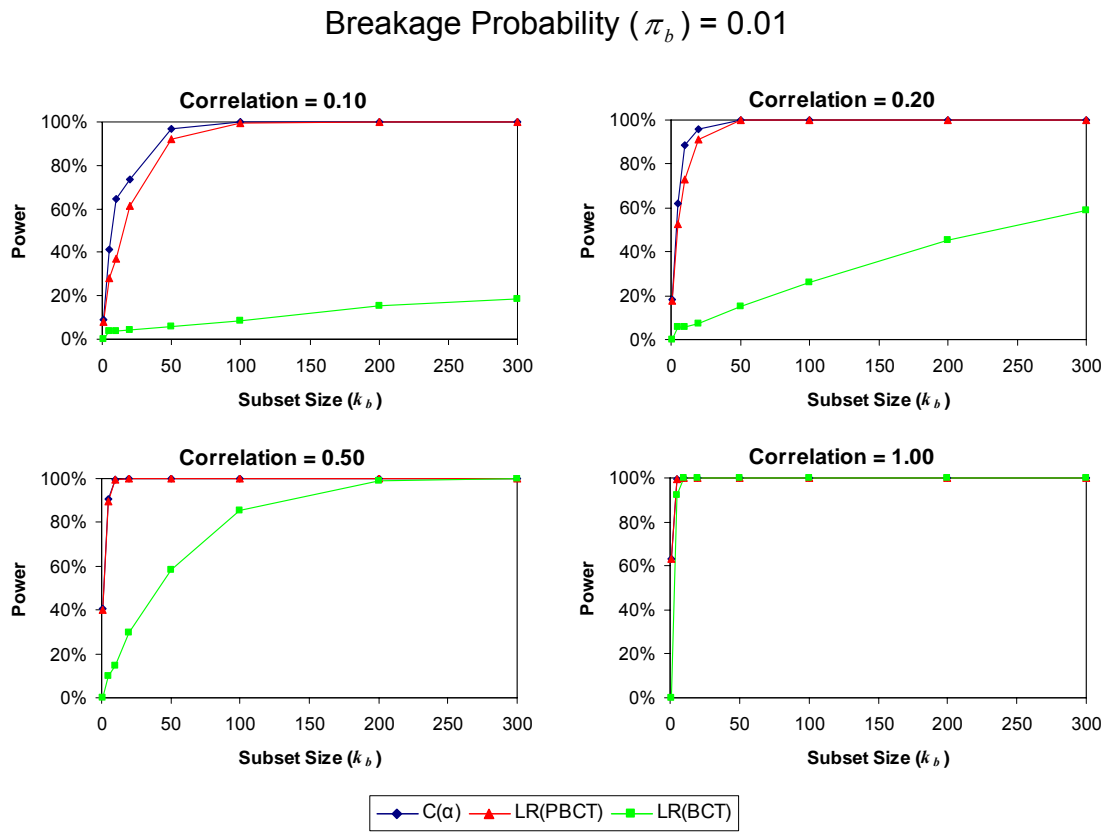 Breakage Probability (π_b) = 0.01
Correlation = 0.10
100%
80%
60%
40%
20%
0%
Power
0 50 100 150 200 250 300
Subset Size (k_b)
Correlation = 0.20
100%
80%
60%
40%
20%
0%
Power
0 50 100 150 200 250 300
Subset Size (k_b)
Correlation = 0.50
100%
80%
60%
40%
20%
0%
Power
0 50 100 150 200 250 300
Subset Size (k_b)
Correlation = 1.00
100%
80%
60%
40%
20%
0%
Power
0 50 100 150 200 250 300
Subset Size (k_b)
C(α) LR(PBCT) LR(BCT)